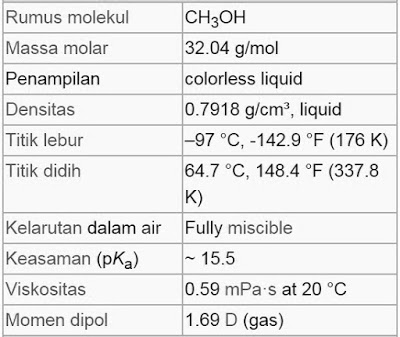 Rumus molekul CH₃OH
Massa molar 32.04 g/mol
Penampilan colorless liquid
Densitas 0.7918 g/cm³, liquid
Titik lebur –97 °C, -142.9 °F (176 K)
Titik didih 64.7 °C, 148.4 °F (337.8
K)
Kelarutan dalam air Fully miscible
Keasaman (pKₐ) ~ 15.5
Viskositas 0.59 mPa·s at 20 °C
Momen dipol 1.69 D (gas)